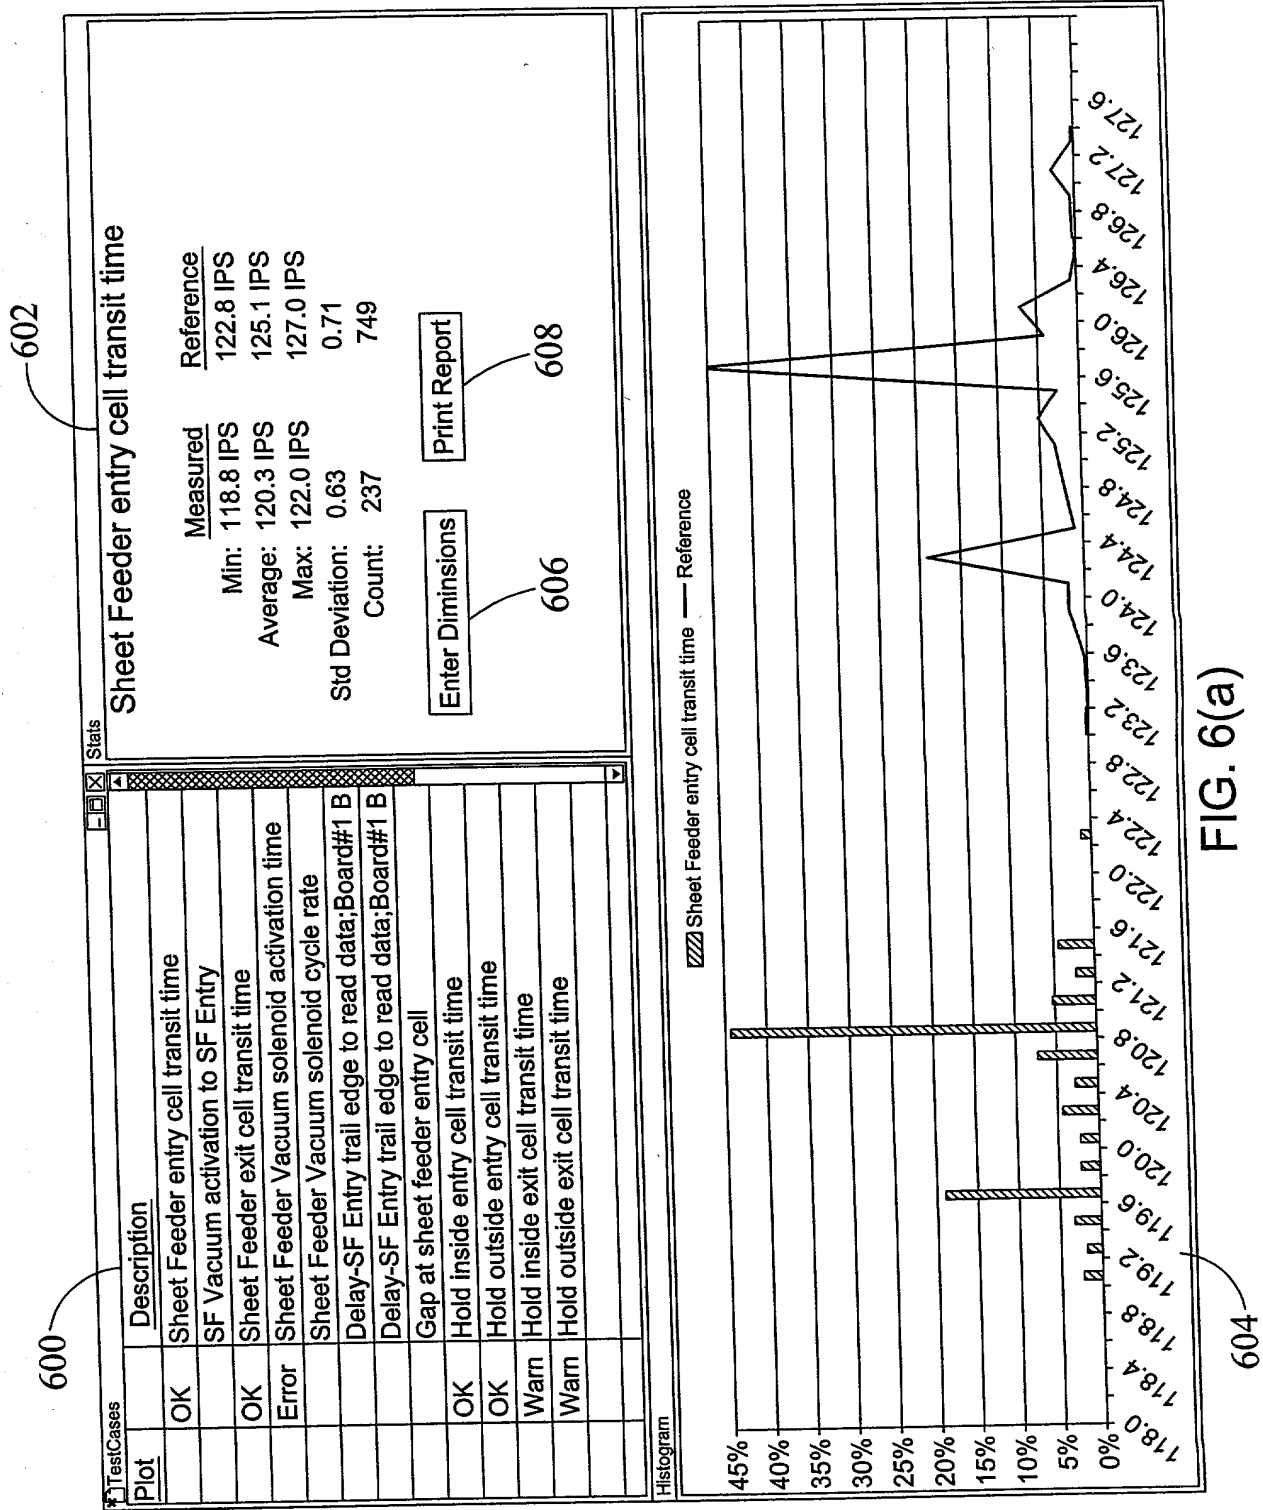 600
602
*TestCases
Plot Description
OK Sheet Feeder entry cell transit time
SF Vacuum activation to SF Entry
OK Sheet Feeder exit cell transit time
Error Sheet Feeder Vacuum solenoid activation time
Sheet Feeder Vacuum solenoid cycle rate
Delay-SF Entry trail edge to read data;Board#1 B
Delay-SF Entry trail edge to read data;Board#1 B
Gap at sheet feeder entry cell
OK Hold inside entry cell transit time
OK Hold outside entry cell transit time
Warn Hold inside exit cell transit time
Warn Hold outside exit cell transit time
Stats
Sheet Feeder entry cell transit time
Measured Reference
Min: 118.8 IPS 122.8 IPS
Average: 120.3 IPS 125.1 IPS
Max: 122.0 IPS 127.0 IPS
Std Deviation: 0.63 0.71
Count: 237 749
Enter Diminsions Print Report
606 608
Histogram
Sheet Feeder entry cell transit time Reference
45%
40%
35%
30%
25%
20%
15%
10%
5%
0%
118.0 118.4 118.8 119.2 119.6 120.0 120.4 120.8 121.2 121.6 122.0 122.4 122.8 123.2 123.6 124.0 124.4 124.8 125.2 125.6 126.0 126.4 126.8 127.2 127.6
604
FIG. 6(a)